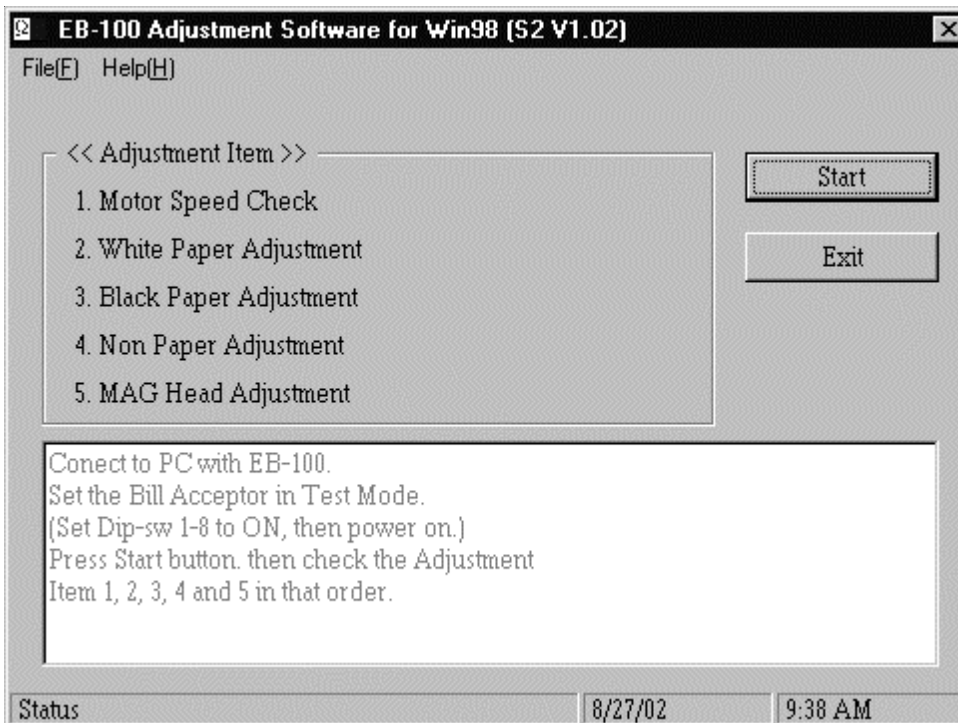 EB-100 Adjustment Software for Win98 (S2 V1.02)
File(F) Help(H)
<< Adjustment Item >>
1. Motor Speed Check
2. White Paper Adjustment
3. Black Paper Adjustment
4. Non Paper Adjustment
5. MAG Head Adjustment
Start
Exit
Conect to PC with EB-100.
Set the Bill Acceptor in Test Mode.
(Set Dip-sw 1-8 to ON, then power on.)
Press Start button. then check the Adjustment
Item 1, 2, 3, 4 and 5 in that order.
Status 8/27/02 9:38 AM